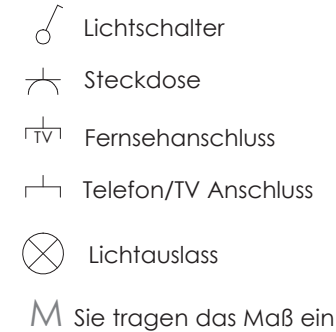 Lichtschalter
Steckdose
TV Fernsehanschluss
Telefon/TV Anschluss
Lichtauslass
M Sie tragen das Maß ein